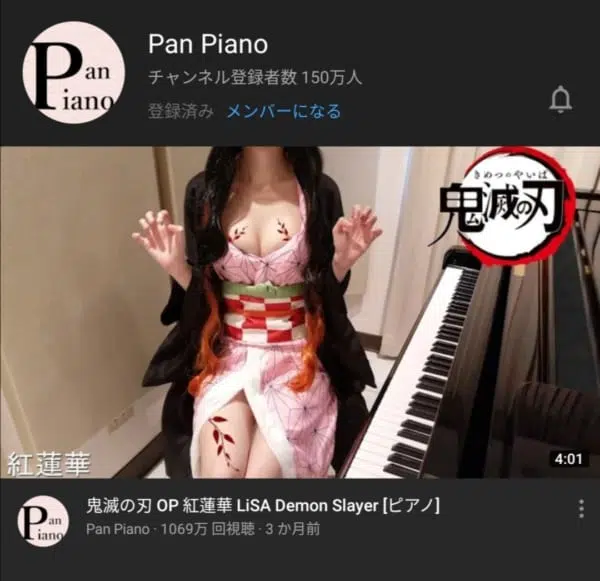 Pan
Piano
Pan Piano
チャンネル登録者数 150万人
登録済み メンバーになる
きめつのやいば
鬼滅の刃
紅蓮華
4:01
Pan
Piano
鬼滅の刃 OP 紅蓮華 LiSA Demon Slayer [ピアノ]
Pan Piano · 1069万 回視聴 · 3 か月前